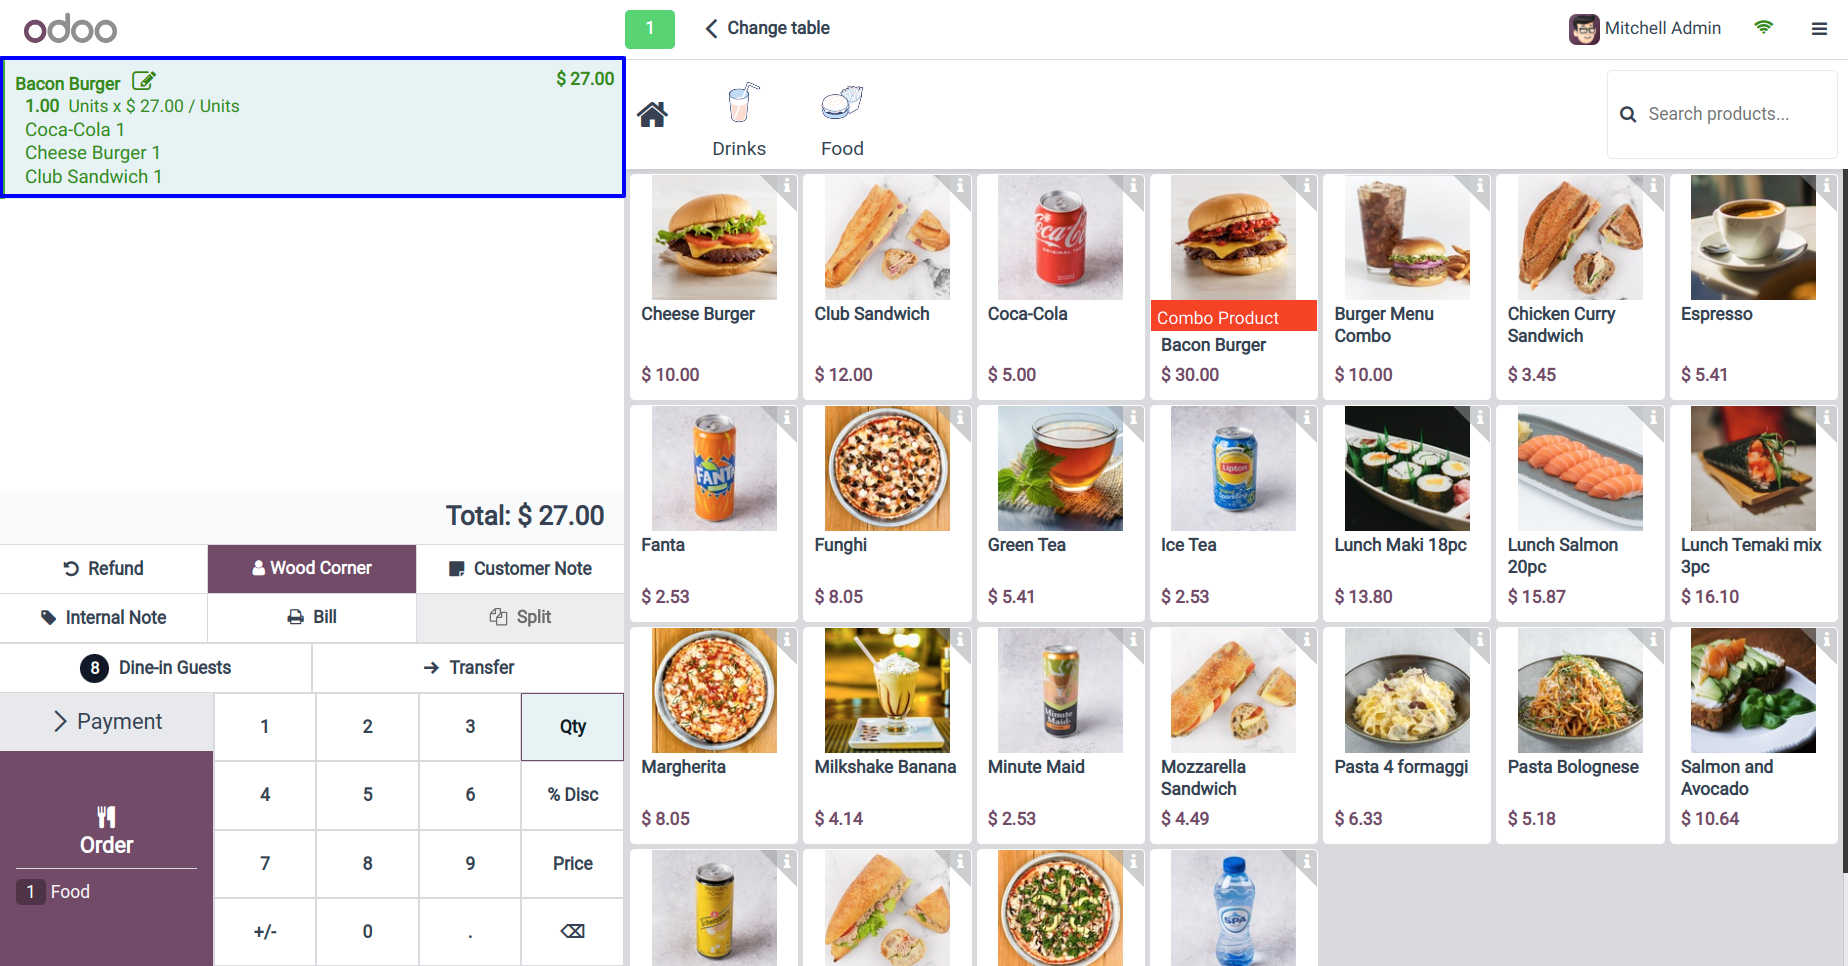 odoo
1
Change table
Mitchell Admin
Bacon Burger
$ 27.00
1.00 Units x $ 27.00 / Units
Coca-Cola 1
Cheese Burger 1
Club Sandwich 1
Drinks
Food
Search products...
Cheese Burger
$ 10.00
Club Sandwich
$ 12.00
Coca-Cola
$ 5.00
Combo Product
Bacon Burger
$ 30.00
Burger Menu
Combo
$ 10.00
Chicken Curry
Sandwich
$ 3.45
Espresso
$ 5.41
FANTA
Fanta
$ 2.53
Funghi
$ 8.05
Green Tea
$ 5.41
Lipton
Ice Tea
$ 2.53
Lunch Maki 18pc
$ 13.80
Lunch Salmon
20pc
$ 15.87
Lunch Temaki mix
3pc
$ 16.10
Margherita
$ 8.05
Milkshake Banana
$ 4.14
Minute
Maid
Minute Maid
$ 2.53
Mozzarella
Sandwich
$ 4.49
Pasta 4 formaggi
$ 6.33
Pasta Bolognese
$ 5.18
Salmon and
Avocado
$ 10.64
Schweppes
SPA
Total: $ 27.00
Refund
Wood Corner
Customer Note
Internal Note
Bill
Split
8 Dine-in Guests
Transfer
Payment
1
2
3
Qty
4
5
6
% Disc
7
8
9
Price
+/-
0
.
Order
1 Food